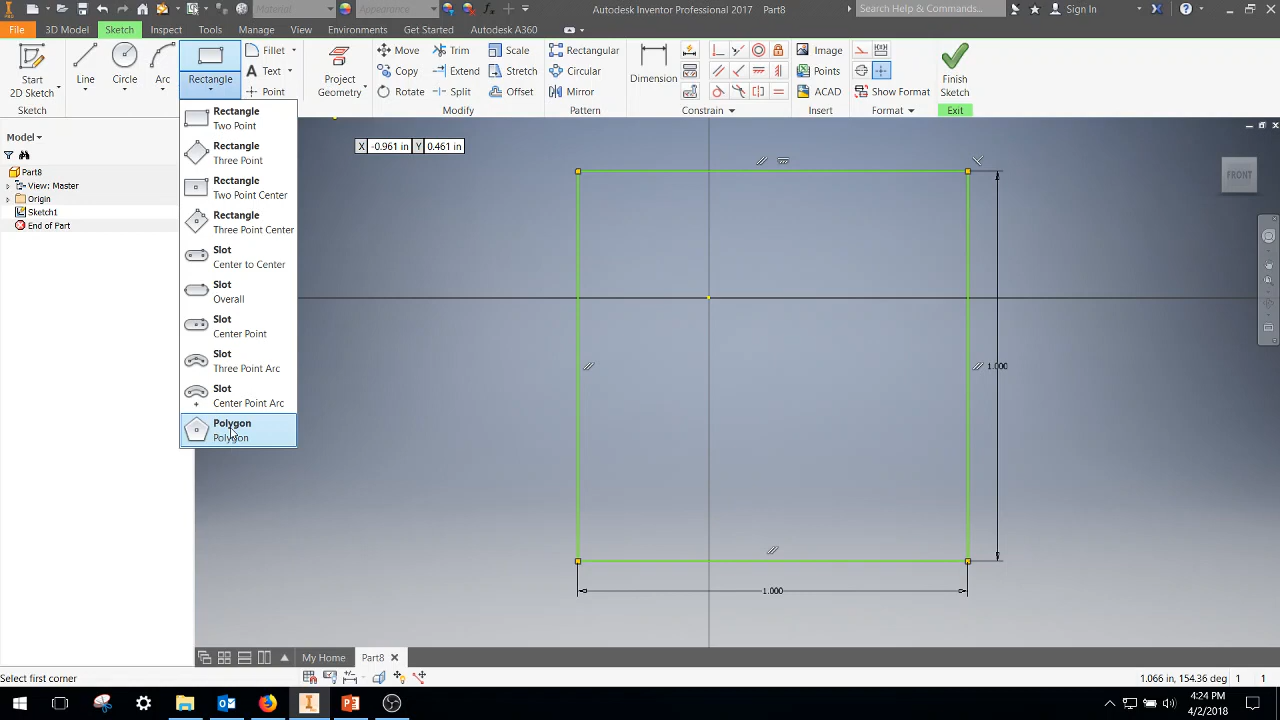 Material
Appearance
Autodesk Inventor Professional 2017 Part8
Search Help & Commands...
Sign In
File 3D Model Sketch Inspect Tools Manage View Environments Get Started Autodesk A360
Start
2D Sketch
Line
Circle
Arc
Rectangle
Fillet
Text
Point
Project
Geometry
Move Trim Scale
Copy Extend Stretch
Rotate Split Offset
Rectangular
Circular
Mirror
Dimension
Image
Points
ACAD
Show Format
Finish
Sketch
Sketch Modify Pattern Constrain Insert Format Exit
Rectangle
Two Point
Rectangle
Three Point
Rectangle
Two Point Center
Rectangle
Three Point Center
Slot
Center to Center
Slot
Overall
Slot
Center Point
Slot
Three Point Arc
Slot
Center Point Arc
Polygon
Polygon
Model
Part8
View: Master
Origin
Sketch1
End of Part
X -0.961 in Y 0.461 in
FRONT
1.000
1.000
My Home Part8
Select first corner
1.066 in, 154.36 deg 1 1
4:24 PM
4/2/2018